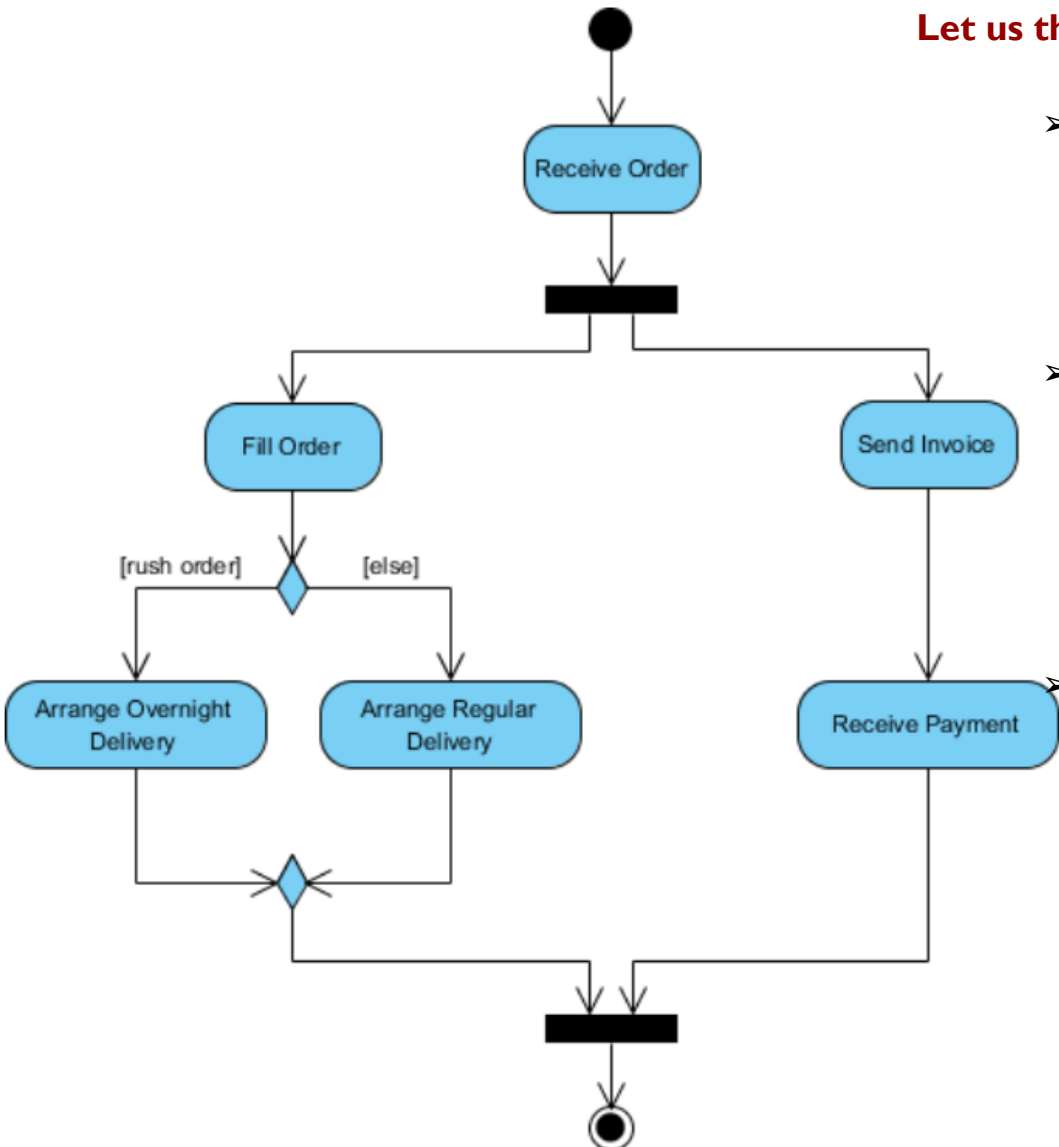 Let us th
Receive Order
Fill Order
Send Invoice
[rush order]
[else]
Arrange Overnight
Delivery
Arrange Regular
Delivery
Receive Payment